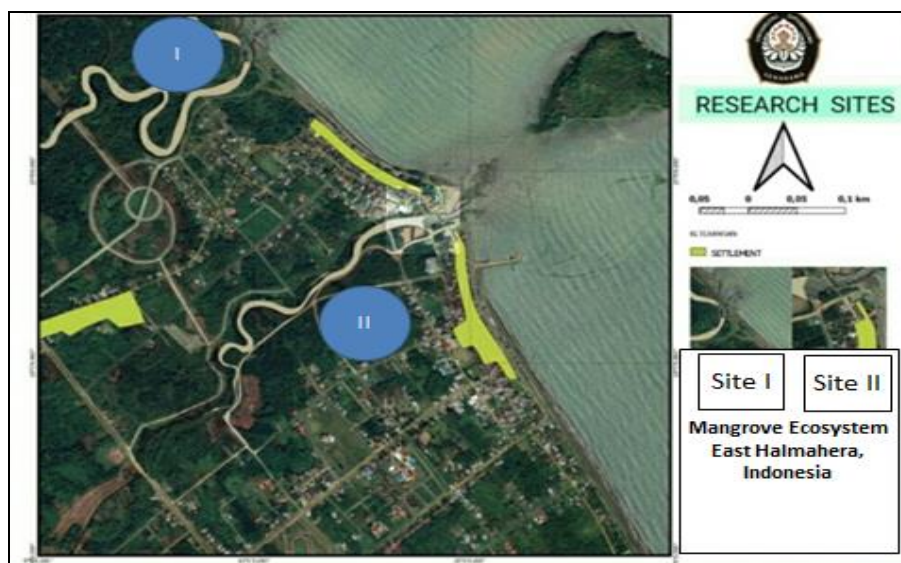 I
II
RESEARCH SITES
0,05 0 0,05 0,1 km
SETTLEMENT
Site I
Site II
Mangrove Ecosystem
East Halmahera,
Indonesia